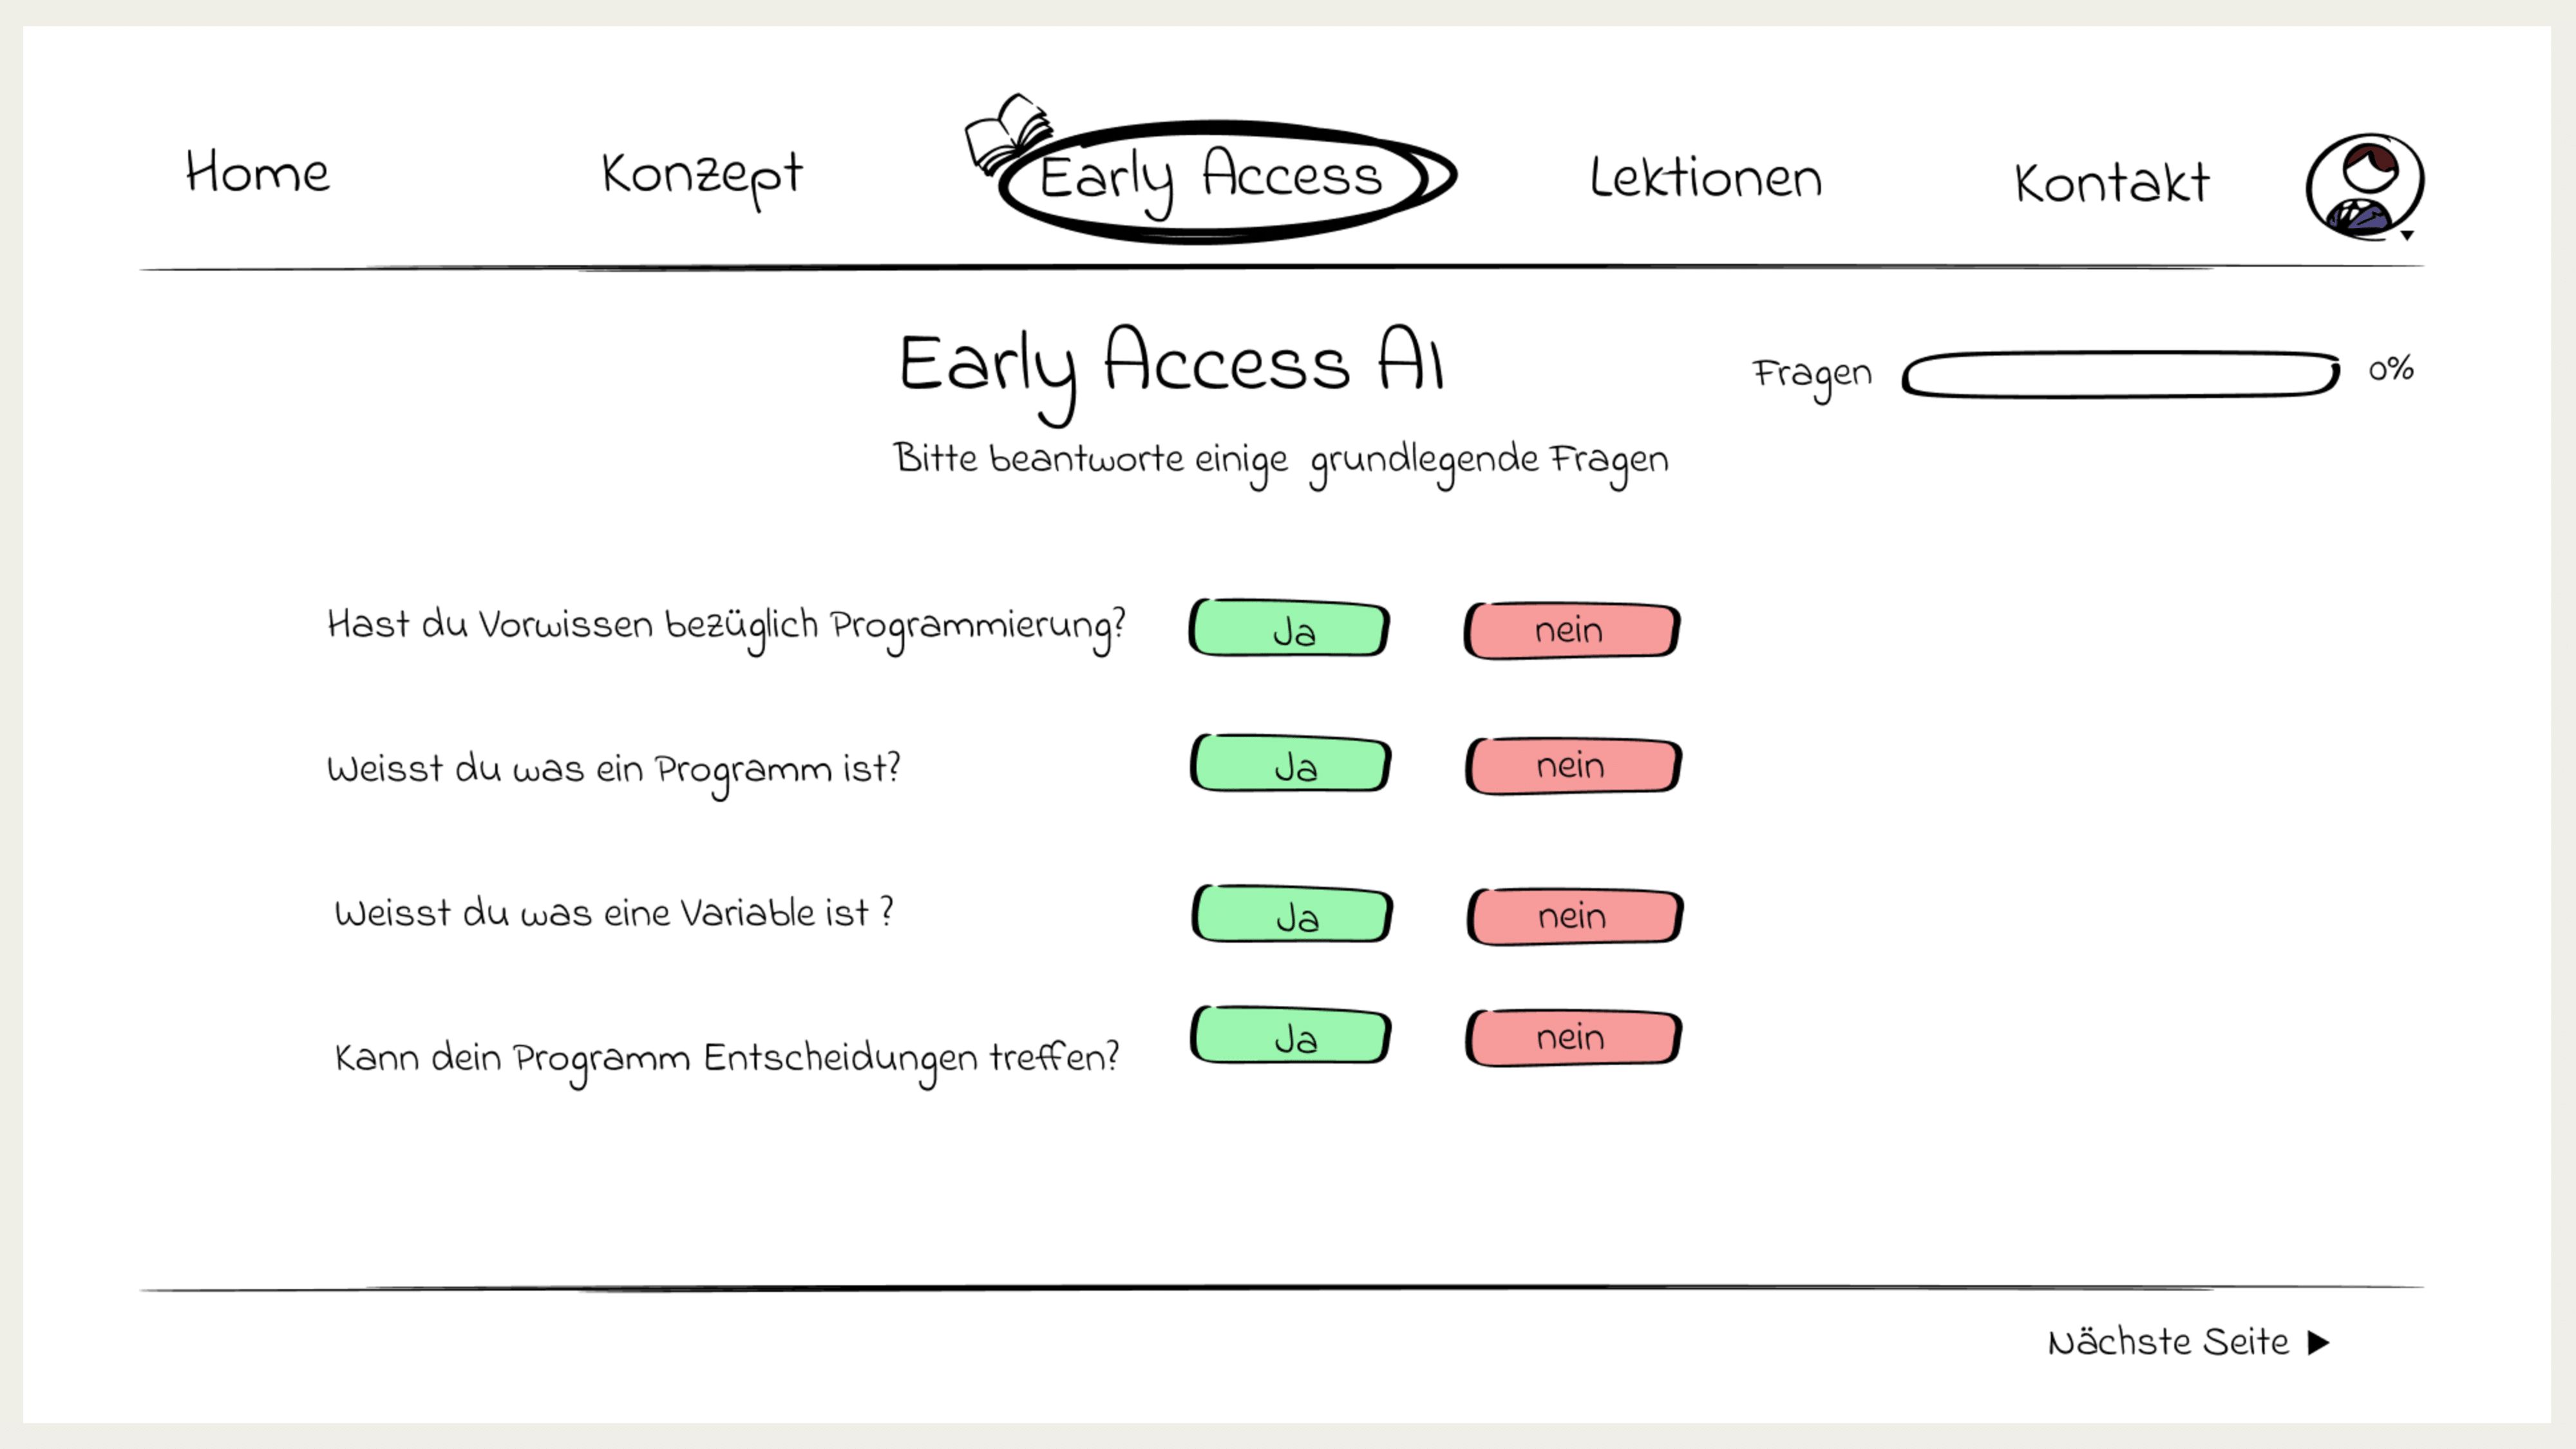 Home Konzept Early Access Lektionen Kontakt
Early Access AI
Fragen 0%
Bitte beantworte einige grundlegende Fragen
Hast du Vorwissen bezüglich Programmierung? Ja nein
Weisst du was ein Programm ist? Ja nein
Weisst du was eine Variable ist ? Ja nein
Kann dein Programm Entscheidungen treffen? Ja nein
Nächste Seite